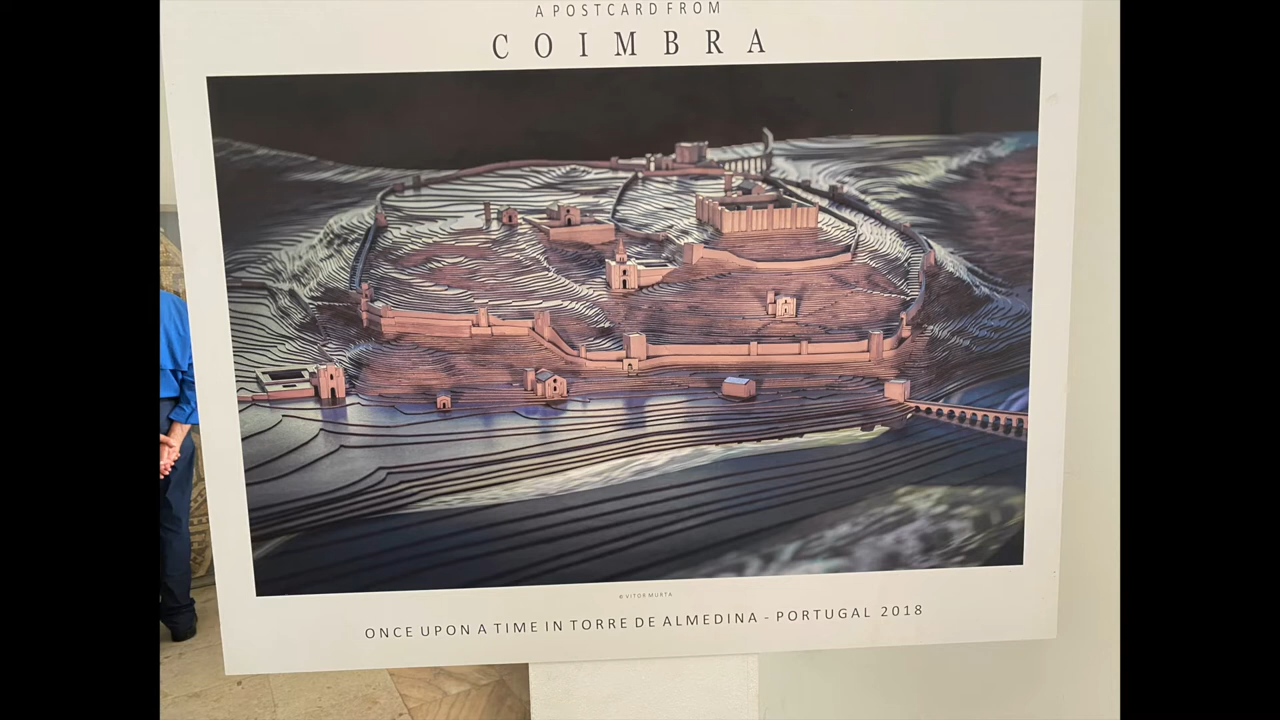 A POSTCARD FROM
COIMBRA
© VITOR MURTA
ONCE UPON A TIME IN TORRE DE ALMEDINA - PORTUGAL 2018